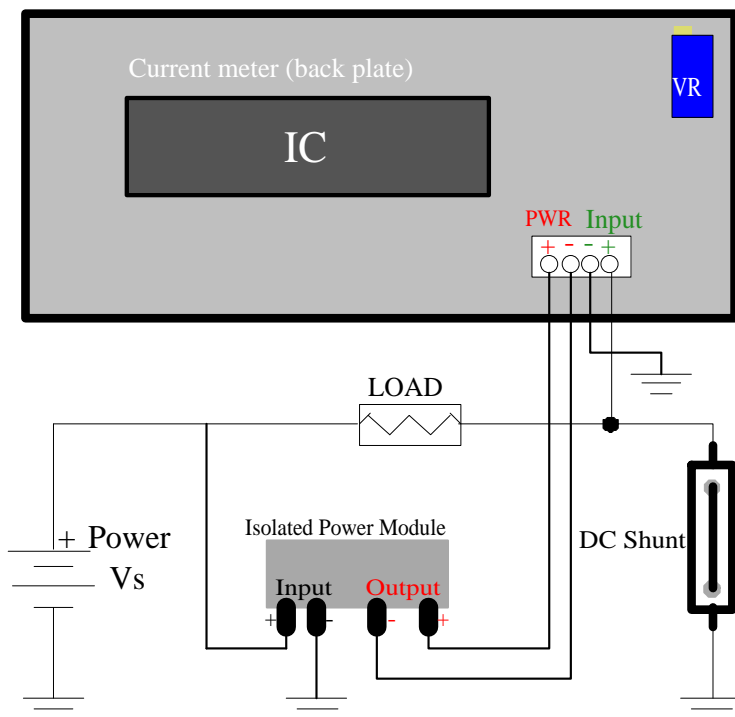 Current meter (back plate)
VR
IC
PWR Input
+ - - +
LOAD
+ Power
Vs
Isolated Power Module
DC Shunt
Input Output
+ - - +